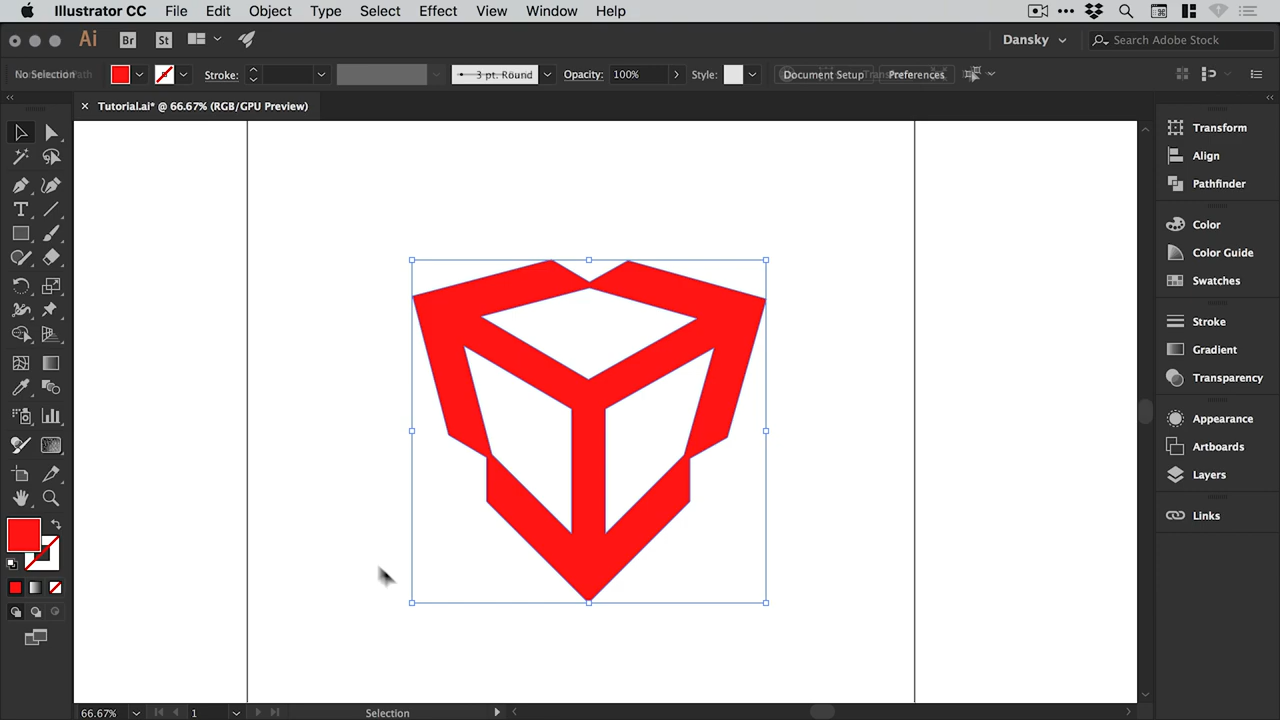 Illustrator CC File Edit Object Type Select Effect View Window Help
Ai Br St Dansky Search Adobe Stock
No Selection Stroke: 3 pt. Round Opacity: 100% Style: Document Setup Preferences
× Tutorial.ai* @ 66.67% (RGB/GPU Preview)
Transform
Align
Pathfinder
Color
Color Guide
Swatches
Stroke
Gradient
Transparency
Appearance
Artboards
Layers
Links
66.67% 1 Selection